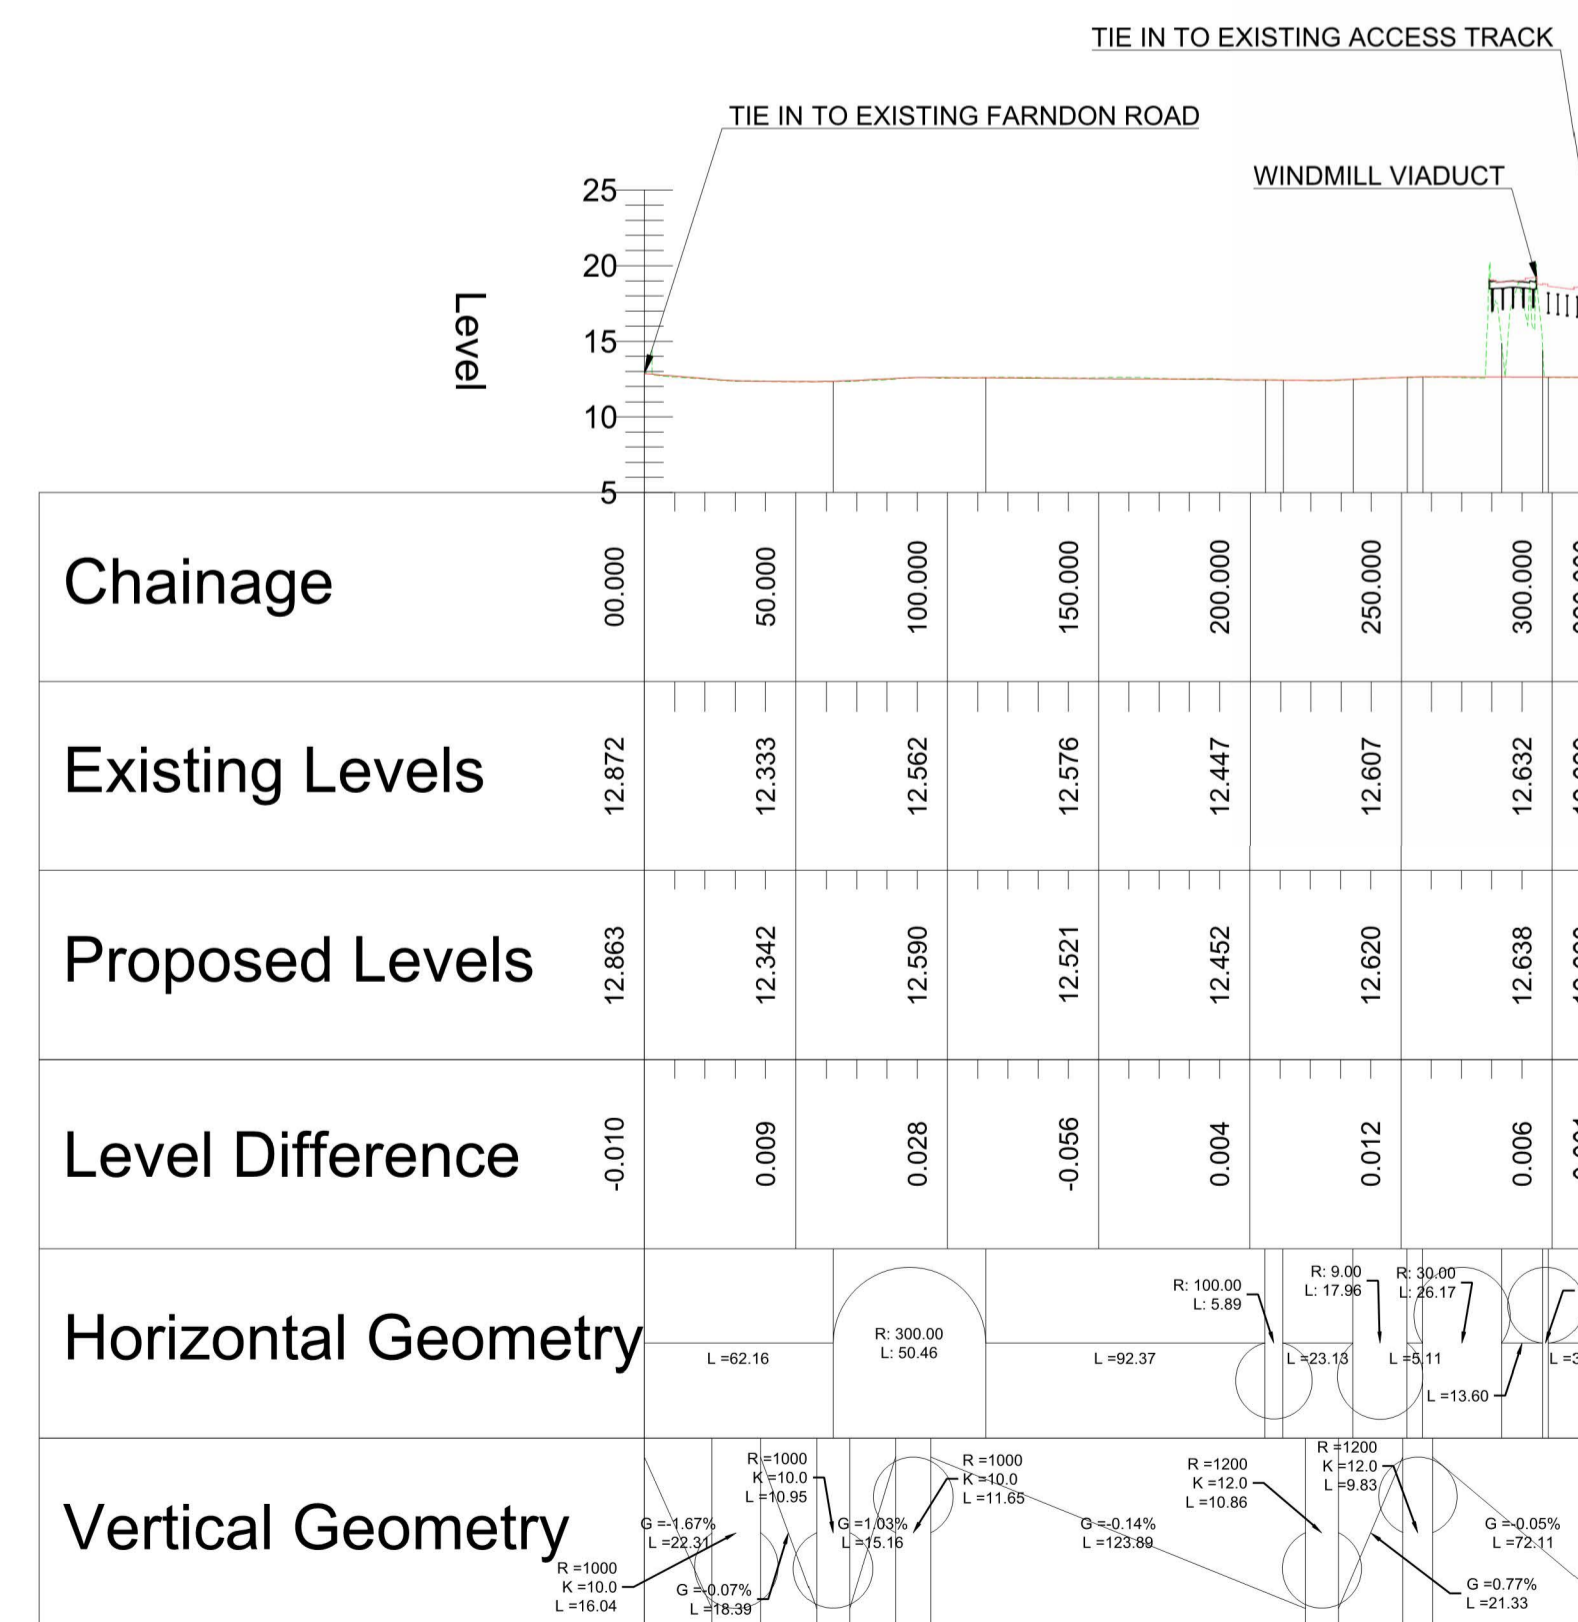 TIE IN TO EXISTING ACCESS TRACK
TIE IN TO EXISTING FARNDON ROAD
WINDMILL VIADUCT
Level
25
20
15
10
5
Chainage
00.000
50.000
100.000
150.000
200.000
250.000
300.000
Existing Levels
12.872
12.333
12.562
12.576
12.447
12.607
12.632
Proposed Levels
12.863
12.342
12.590
12.521
12.452
12.620
12.638
Level Difference
-0.010
0.009
0.028
-0.056
0.004
0.012
0.006
Horizontal Geometry
L =62.16
R: 300.00
L: 50.46
L =92.37
R: 100.00
L: 5.89
L =23.13
R: 9.00
L: 17.96
L =5.11
R: 30.00
L: 26.17
L =13.60
Vertical Geometry
G =-1.67%
L =22.31
R =1000
K =10.0
L =16.04
G =-0.07%
L =18.39
R =1000
K =10.0
L =10.95
G =1.03%
L =15.16
R =1000
K =10.0
L =11.65
G =-0.14%
L =123.89
R =1200
K =12.0
L =10.86
G =0.77%
L =21.33
R =1200
K =12.0
L =9.83
G =-0.05%
L =72.11